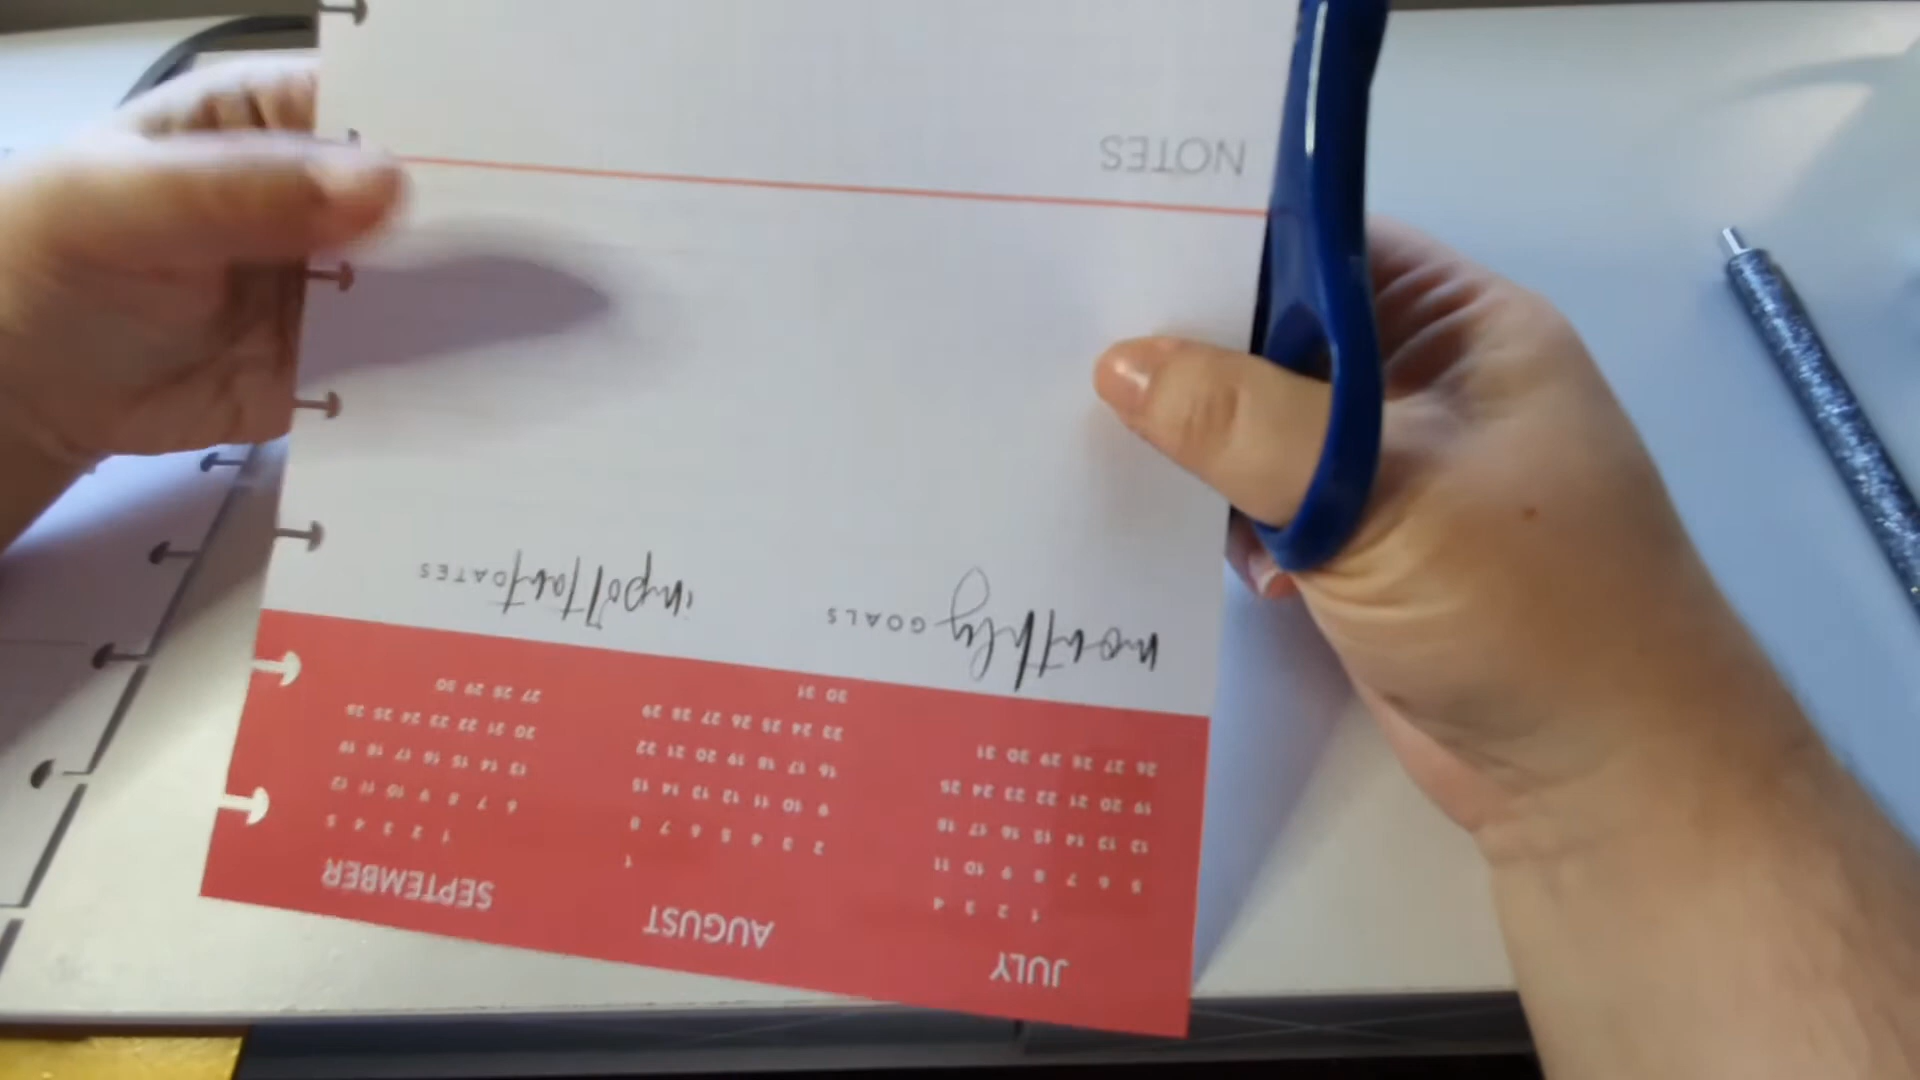 JULY
1 2 3 4
5 6 7 8 9 10 11
12 13 14 15 16 17 18
19 20 21 22 23 24 25
26 27 28 29 30 31
AUGUST
1
2 3 4 5 6 7 8
9 10 11 12 13 14 15
16 17 18 19 20 21 22
23 24 25 26 27 28 29
30 31
SEPTEMBER
1 2 3 4 5
6 7 8 9 10 11 12
13 14 15 16 17 18 19
20 21 22 23 24 25 26
27 28 29 30
monthly GOALS
important DATES
NOTES